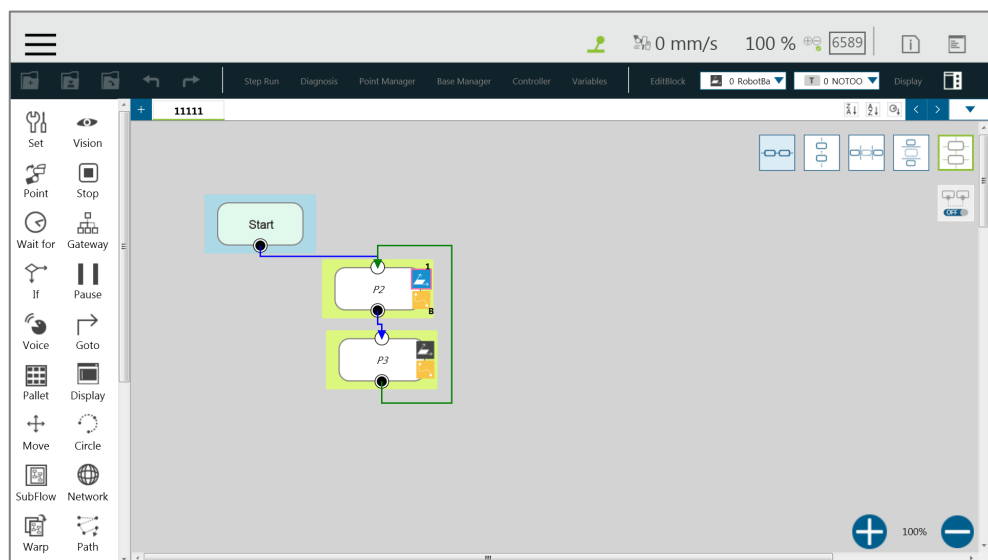 0 mm/s 100 % 6589
Step Run Diagnosis Point Manager Base Manager Controller Variables EditBlock 0 RobotBa T 0 NOTOO Display
+ 11111
Set Vision
Point Stop
Wait for Gateway
If Pause
Voice Goto
Pallet Display
Move Circle
SubFlow Network
Warp Path
OFF
Start
1
P2
B
P3
100%